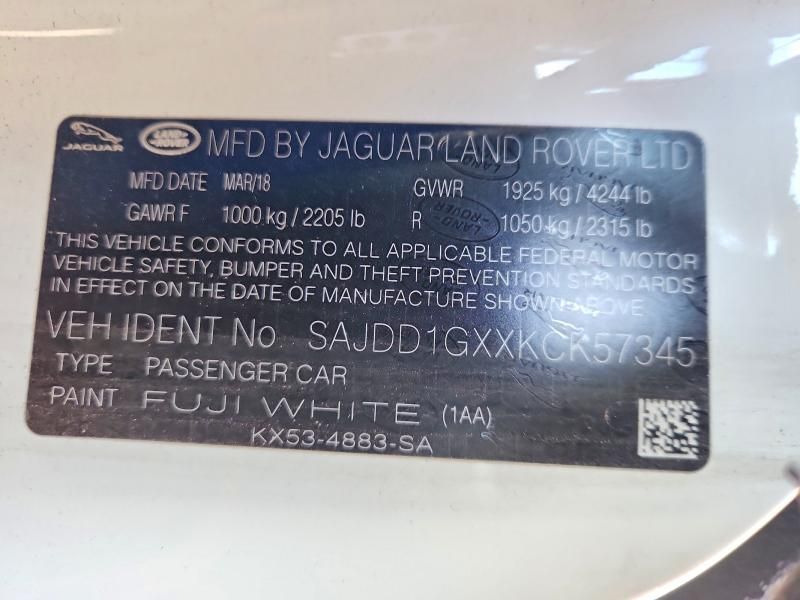 JAGUAR LAND ROVER MFD BY JAGUAR LAND ROVER LTD
MFD DATE MAR/18 GVWR 1925 kg / 4244 lb
GAWR F 1000 kg / 2205 lb R 1050 kg / 2315 lb
THIS VEHICLE CONFORMS TO ALL APPLICABLE FEDERAL MOTOR
VEHICLE SAFETY, BUMPER AND THEFT PREVENTION STANDARDS
IN EFFECT ON THE DATE OF MANUFACTURE SHOWN ABOVE
VEH IDENT No. SAJDD1GXXKCK57345
TYPE PASSENGER CAR
PAINT FUJI WHITE (1AA)
KX53-4883-SA